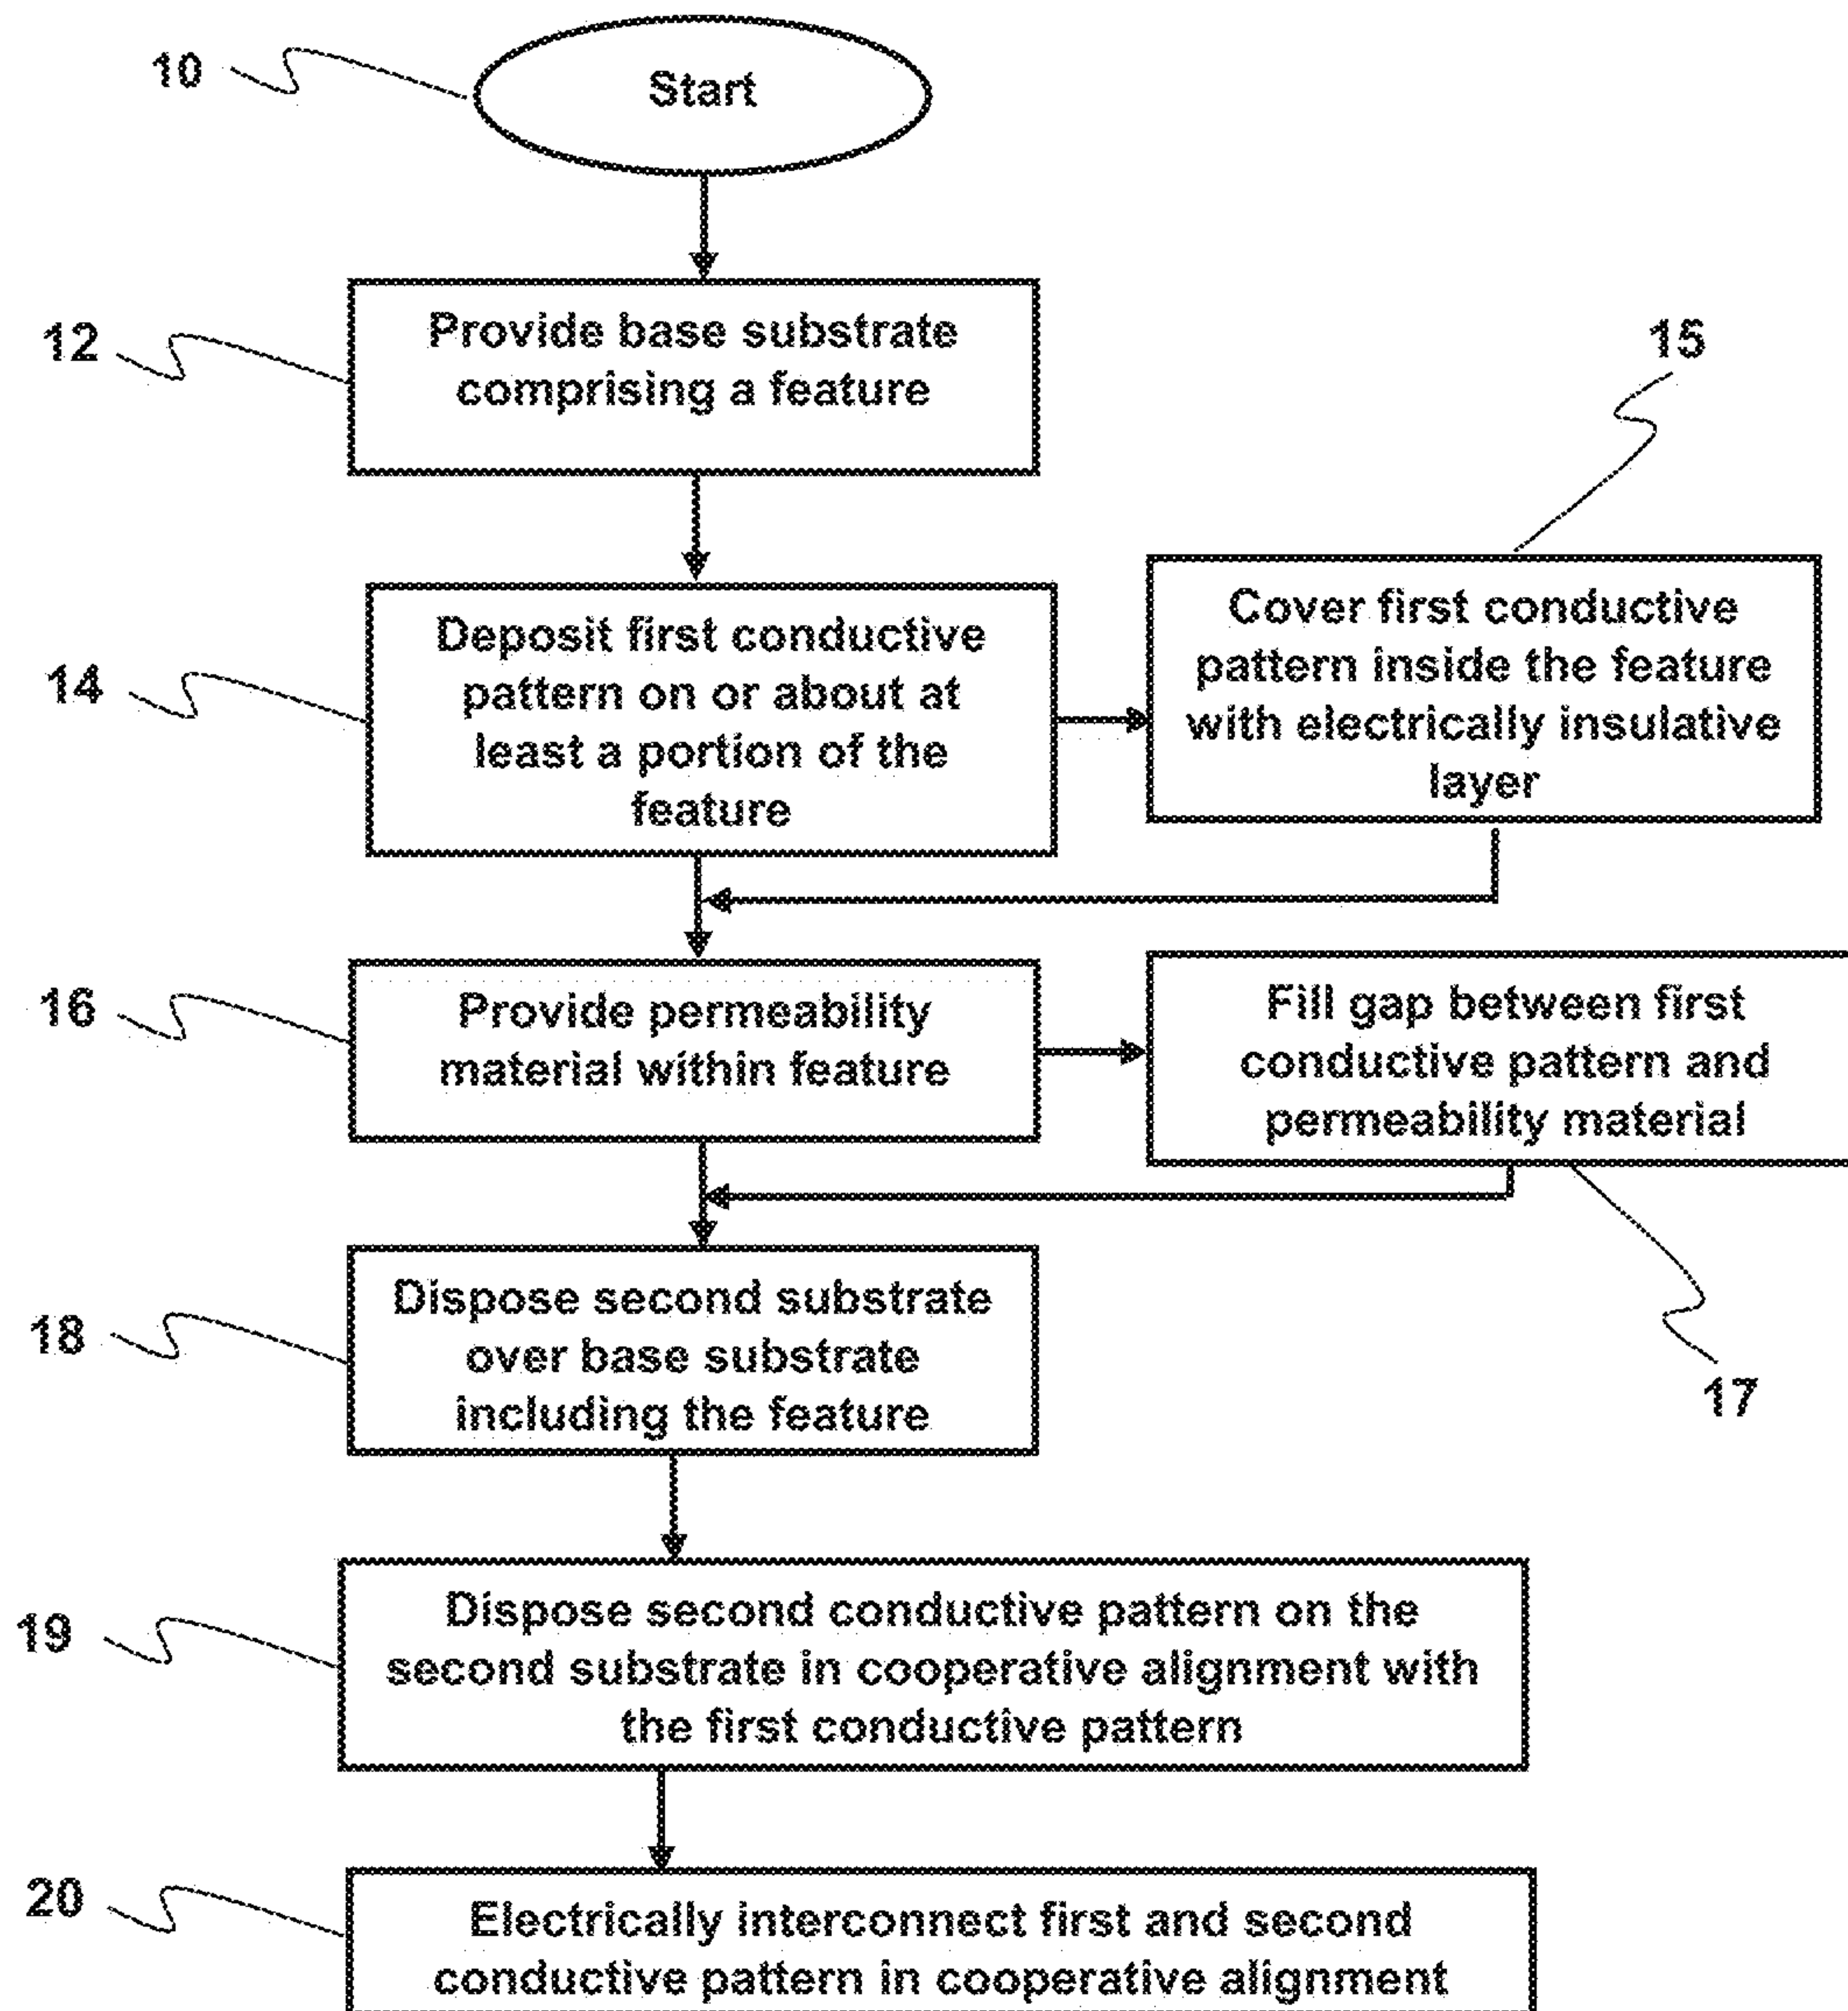 10
Start
12
Provide base substrate
comprising a feature
15
14
Deposit first conductive
pattern on or about at
least a portion of the
feature
Cover first conductive
pattern inside the feature
with electrically insulative
layer
16
Provide permeability
material within feature
Fill gap between first
conductive pattern and
permeability material
17
18
Dispose second substrate
over base substrate
including the feature
19
Dispose second conductive pattern on the
second substrate in cooperative alignment with
the first conductive pattern
20
Electrically interconnect first and second
conductive pattern in cooperative alignment